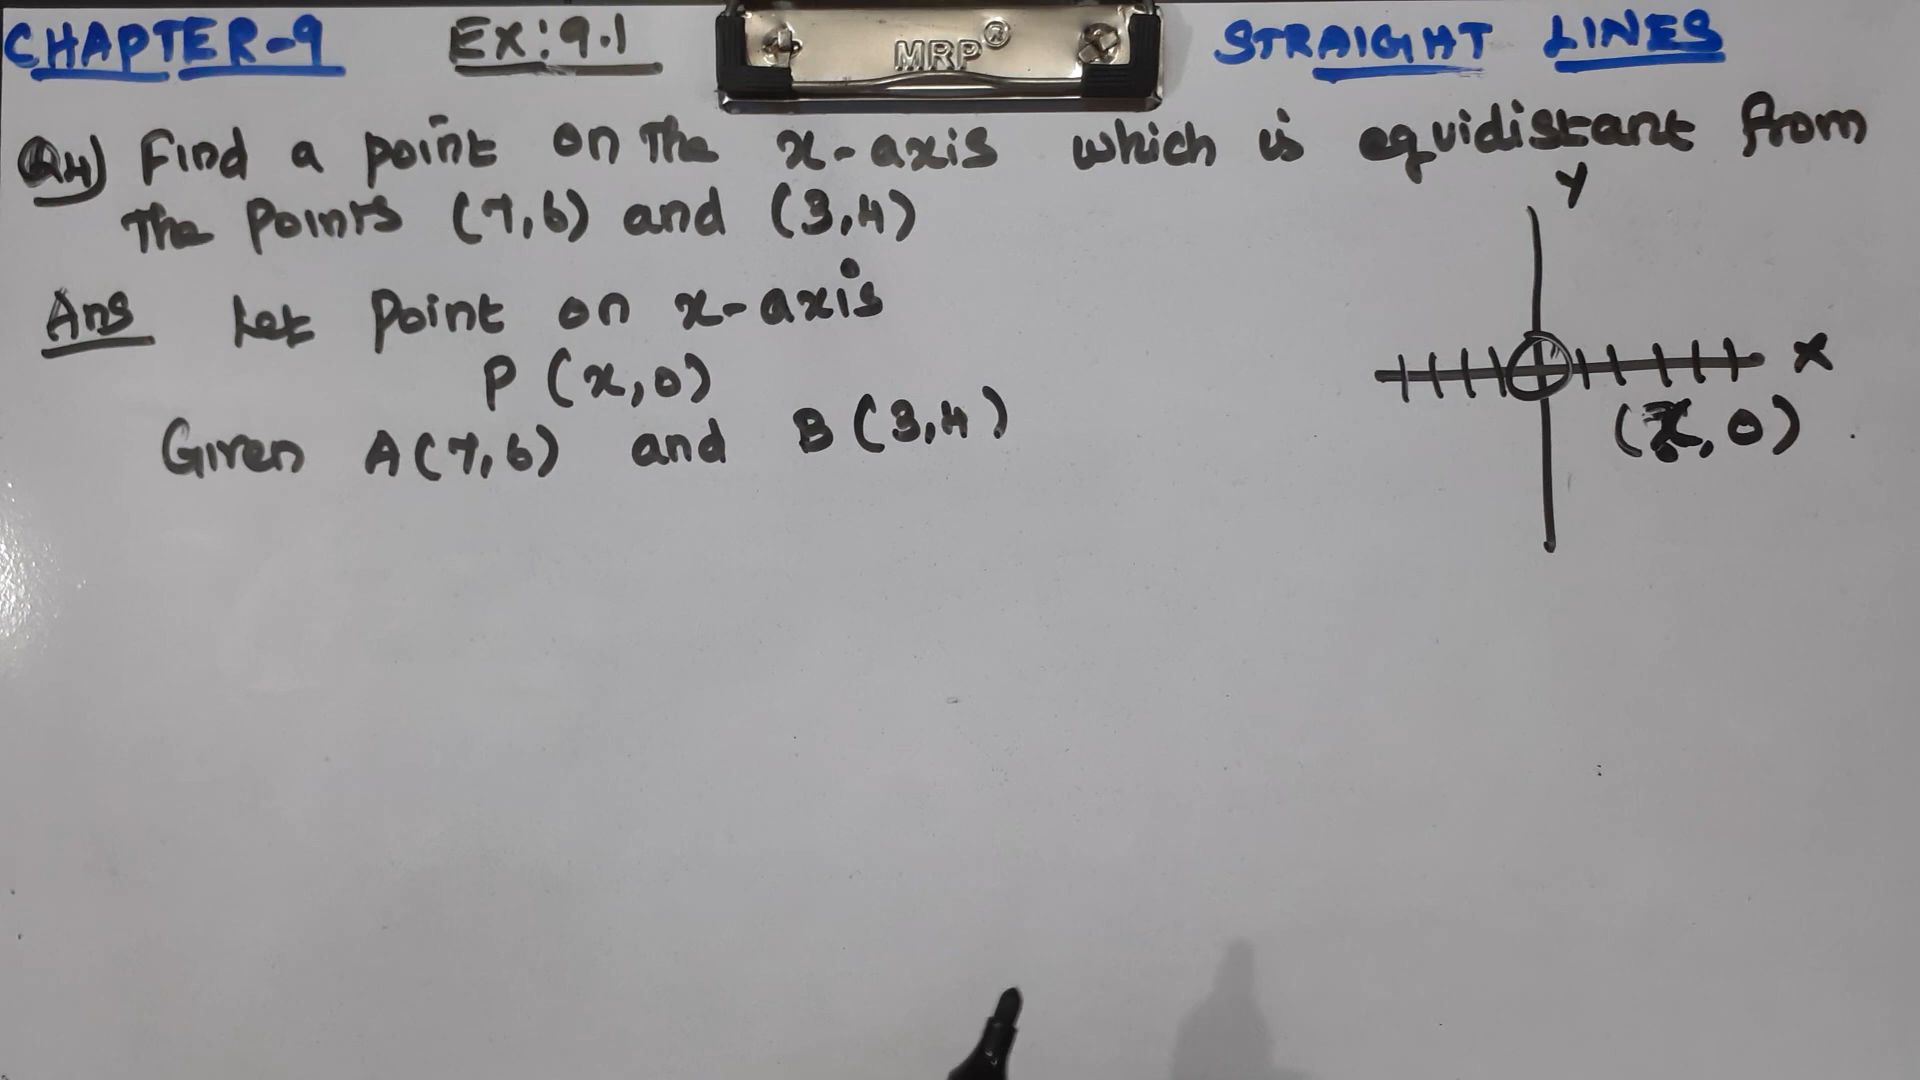 CHAPTER-9 EX:9.1 MRP® STRAIGHT LINES
Q4) Find a point on The x-axis which is equidistant from
The Points (7,6) and (3,4)
Y
Ans Let Point on x-axis
X
P (x,0)
(x,0)
Given A(7,6) and B(3,4)